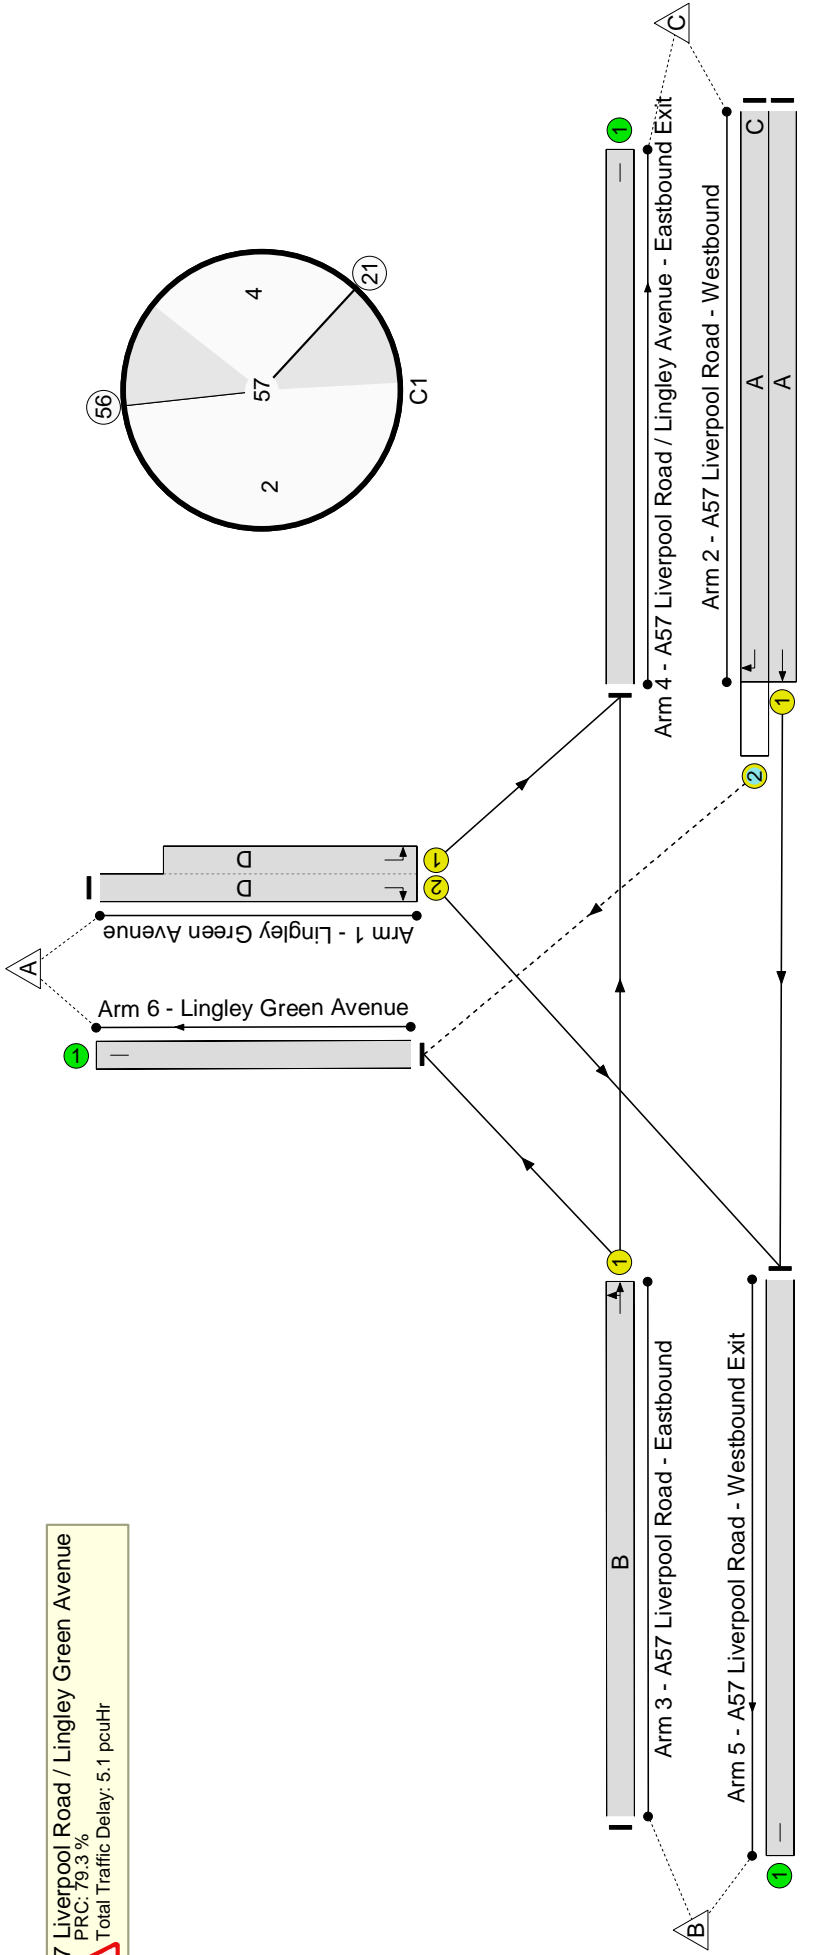 7 Liverpool Road / Lingley Green Avenue
PRC: 79.3 %
Total Traffic Delay: 5.1 pcuHr
A
Arm 6 - Lingley Green Avenue
1
Arm 1 - Lingley Green Avenue
D
D
1
2
56
4
21
57
2
C1
C
1
Arm 4 - A57 Liverpool Road / Lingley Avenue - Eastbound Exit
Arm 2 - A57 Liverpool Road - Westbound
C
A
A
2
1
1
B
Arm 3 - A57 Liverpool Road - Eastbound
Arm 5 - A57 Liverpool Road - Westbound Exit
1
B